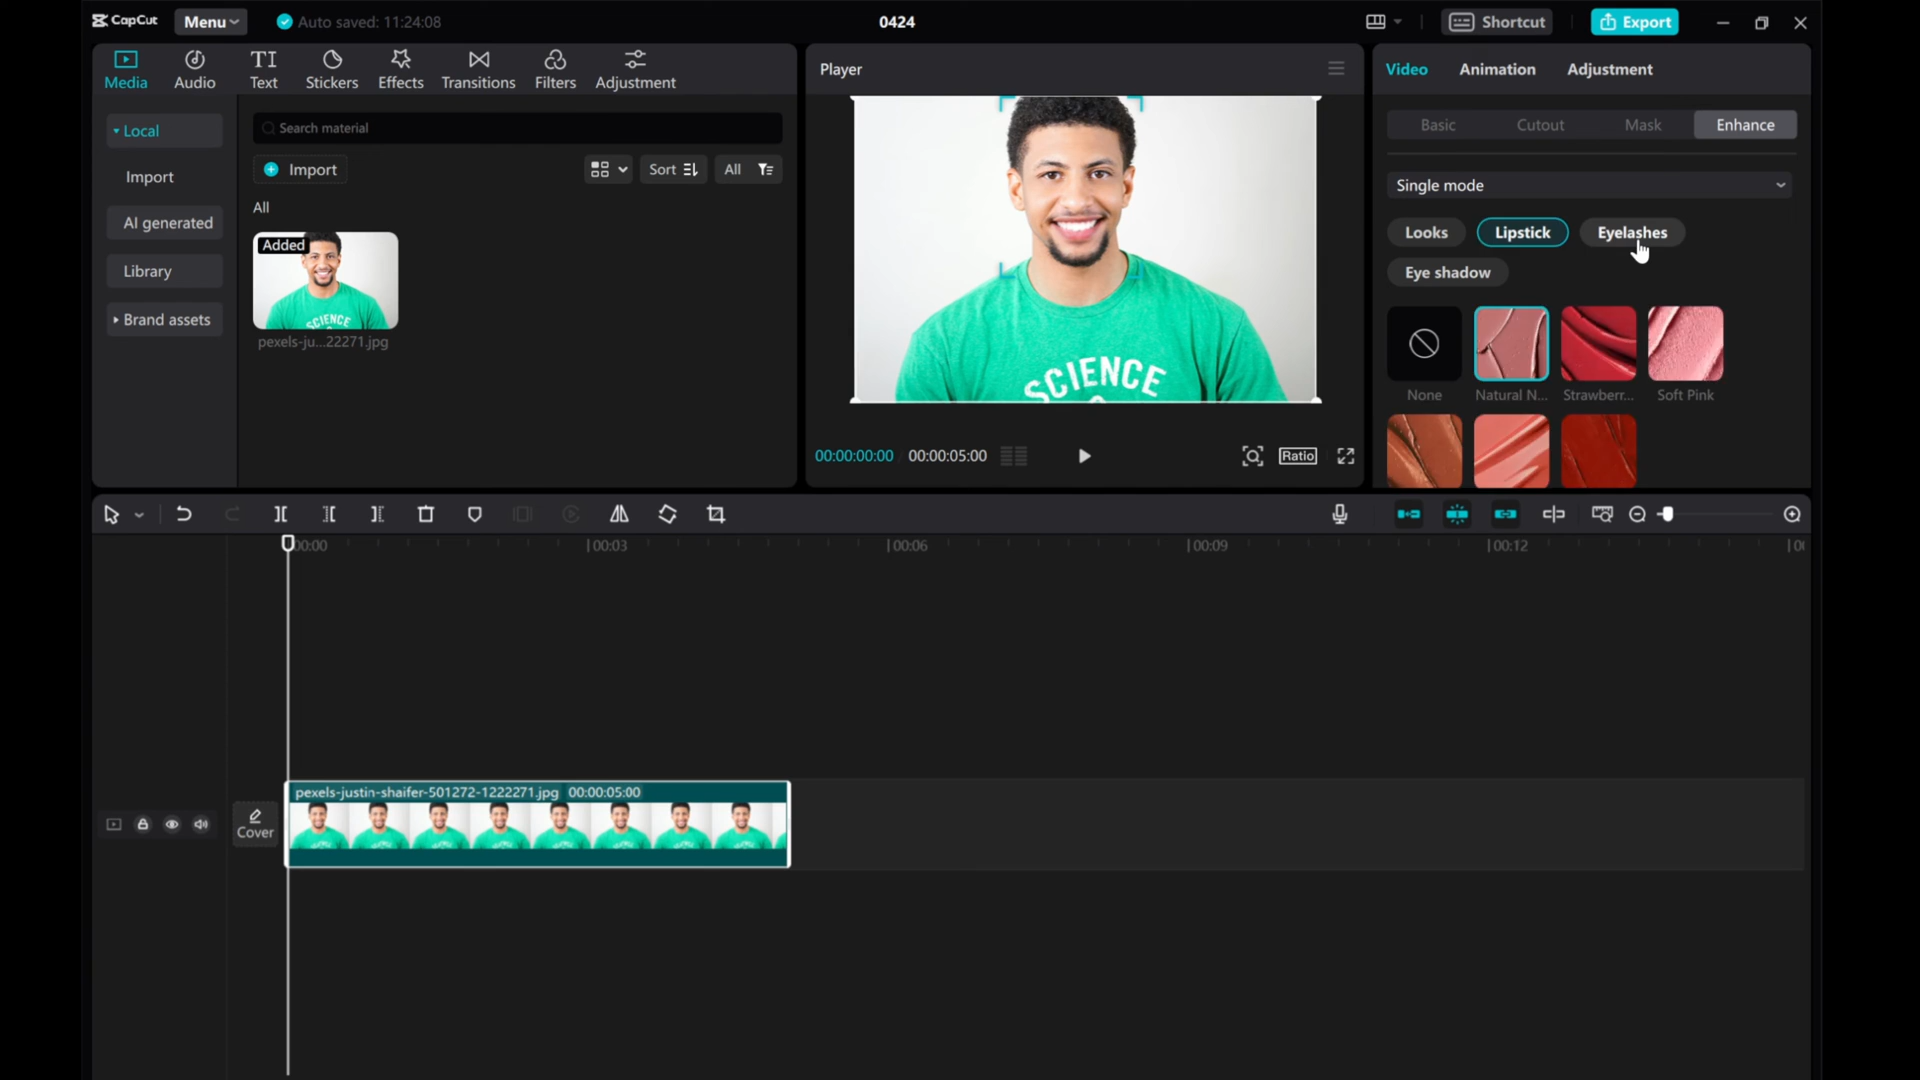 CapCut
Menu
Auto saved: 11:24:08
0424
Shortcut
Export
Media
Audio
Text
Stickers
Effects
Transitions
Filters
Adjustment
Local
Import
AI generated
Library
Brand assets
Search material
Import
Sort
All
All
Added
SCIENCE
pexels-ju...22271.jpg
Player
SCIENCE
00:00:00:00
00:00:05:00
Ratio
Video
Animation
Adjustment
Basic
Cutout
Mask
Enhance
Single mode
Looks
Lipstick
Eyelashes
Eye shadow
None
Natural N...
Strawberr...
Soft Pink
00:00
00:03
00:06
00:09
00:12
Cover
pexels-justin-shaifer-501272-1222271.jpg 00:00:05:00